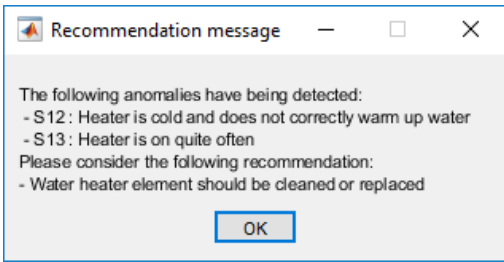 Recommendation message
The following anomalies have being detected:
- S12 : Heater is cold and does not correctly warm up water
- S13 : Heater is on quite often
Please consider the following recommendation:
- Water heater element should be cleaned or replaced
OK